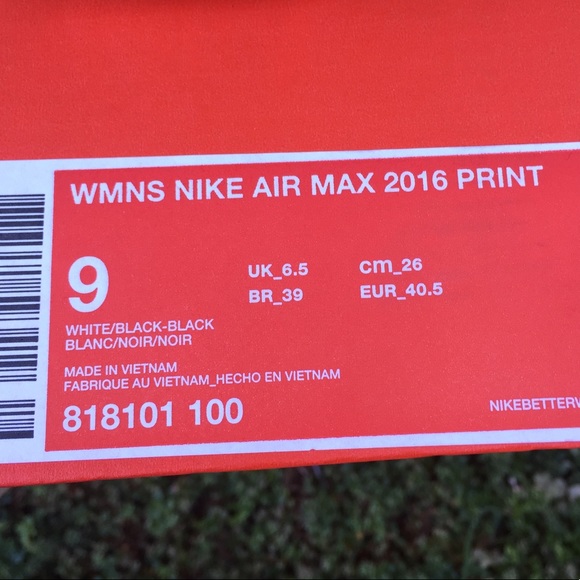 WMNS NIKE AIR MAX 2016 PRINT
9
UK_6.5 cm_26
BR_39 EUR_40.5
WHITE/BLACK-BLACK
BLANC/NOIR/NOIR
MADE IN VIETNAM
FABRIQUE AU VIETNAM_HECHO EN VIETNAM
818101 100
NIKEBETTERW